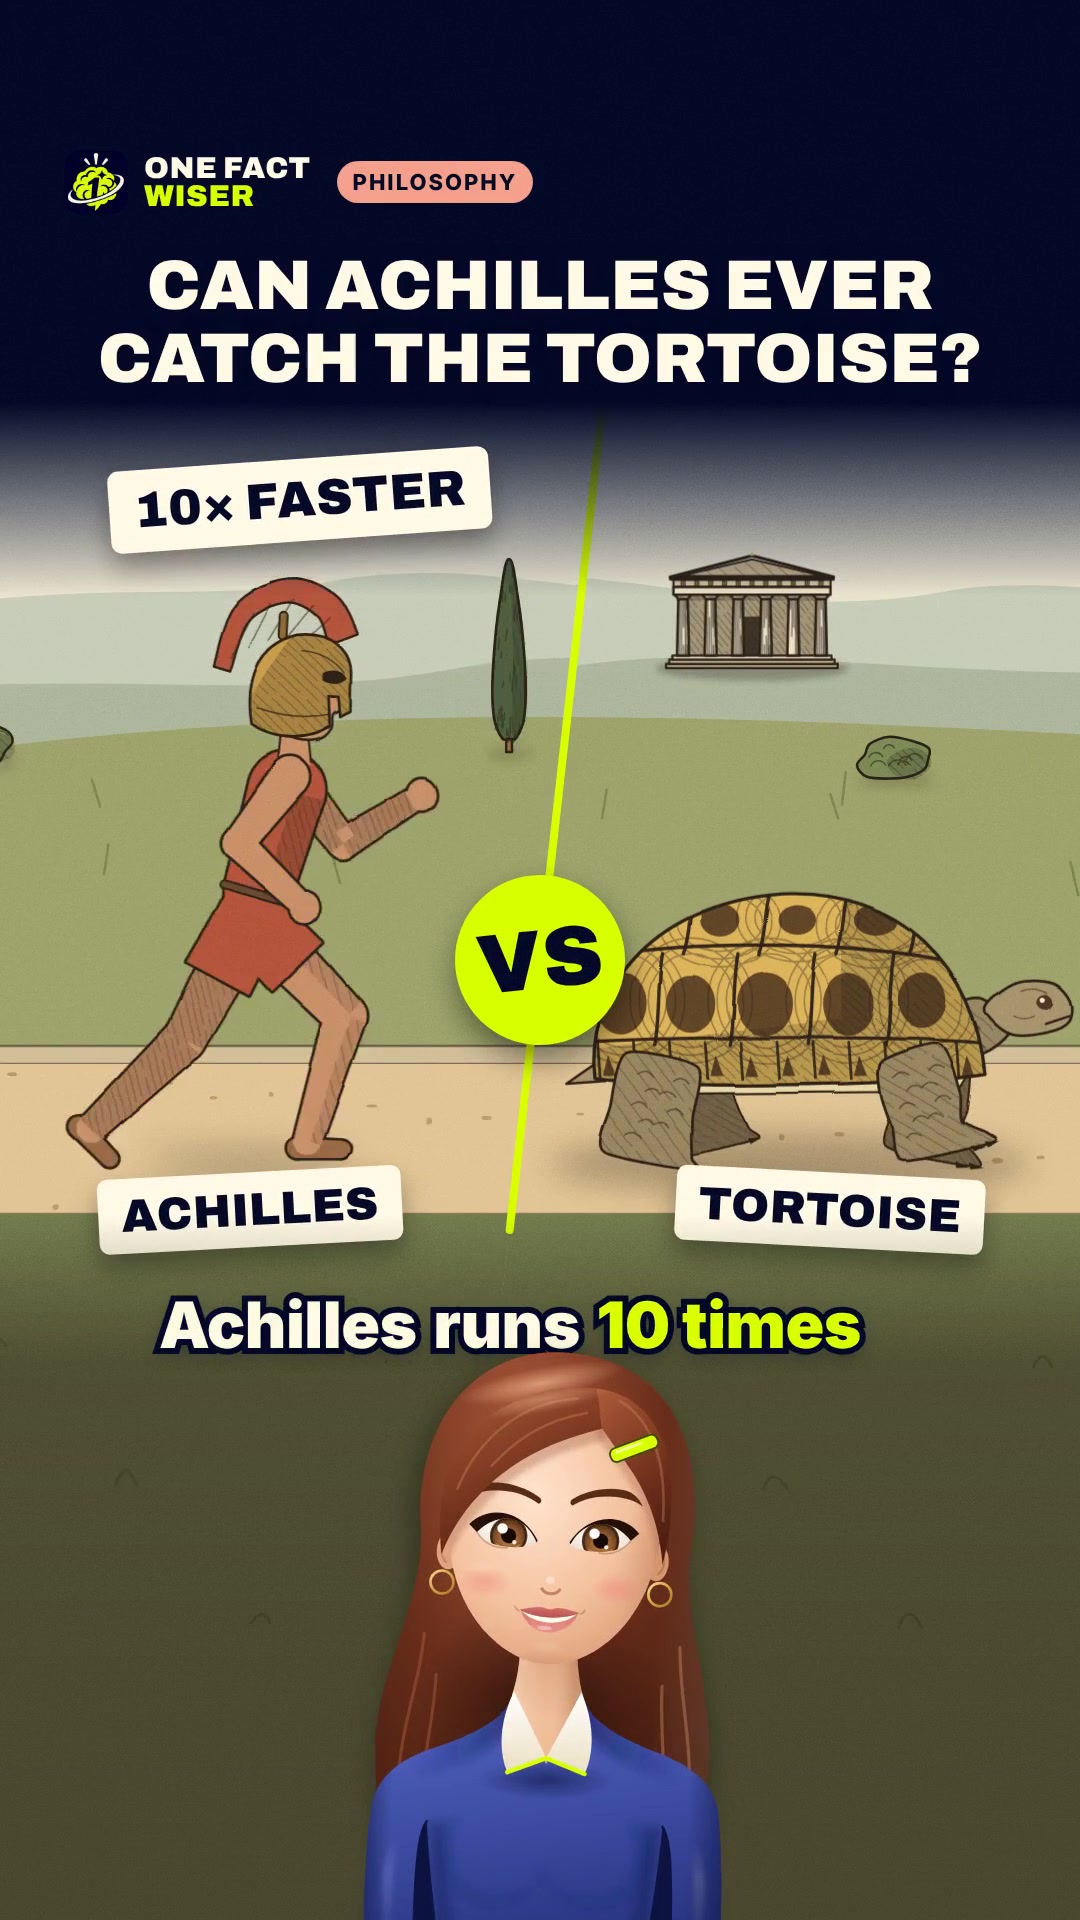 ONE FACT
WISER
PHILOSOPHY
CAN ACHILLES EVER
CATCH THE TORTOISE?
10× FASTER
VS
ACHILLES
TORTOISE
Achilles runs 10 times